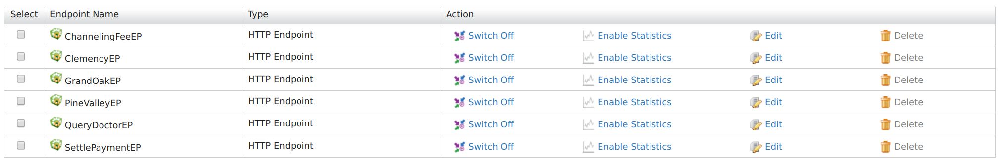 Select Endpoint Name Type Action
ChannelingFeeEP HTTP Endpoint Switch Off Enable Statistics Edit Delete
ClemencyEP HTTP Endpoint Switch Off Enable Statistics Edit Delete
GrandOakEP HTTP Endpoint Switch Off Enable Statistics Edit Delete
PineValleyEP HTTP Endpoint Switch Off Enable Statistics Edit Delete
QueryDoctorEP HTTP Endpoint Switch Off Enable Statistics Edit Delete
SettlePaymentEP HTTP Endpoint Switch Off Enable Statistics Edit Delete